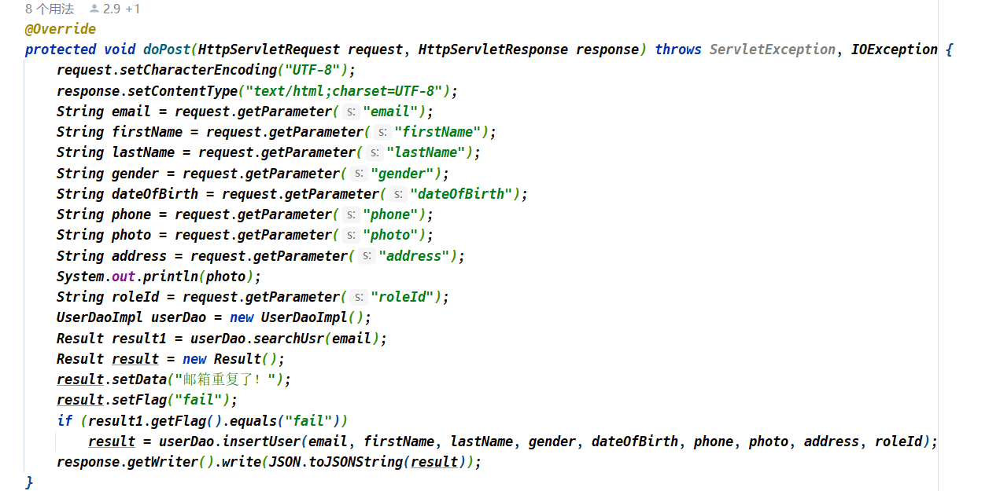 8 个用法 2.9 +1
@Override
protected void doPost(HttpServletRequest request, HttpServletResponse response) throws ServletException, IOException {
request.setCharacterEncoding("UTF-8");
response.setContentType("text/html;charset=UTF-8");
String email = request.getParameter( s: "email");
String firstName = request.getParameter( s: "firstName");
String lastName = request.getParameter( s: "lastName");
String gender = request.getParameter( s: "gender");
String dateOfBirth = request.getParameter( s: "dateOfBirth");
String phone = request.getParameter( s: "phone");
String photo = request.getParameter( s: "photo");
String address = request.getParameter( s: "address");
System.out.println(photo);
String roleId = request.getParameter( s: "roleId");
UserDaoImpl userDao = new UserDaoImpl();
Result result1 = userDao.searchUsr(email);
Result result = new Result();
result.setData("邮箱重复了！");
result.setFlag("fail");
if (result1.getFlag().equals("fail"))
result = userDao.insertUser(email, firstName, lastName, gender, dateOfBirth, phone, photo, address, roleId);
response.getWriter().write(JSON.toJSONString(result));
}